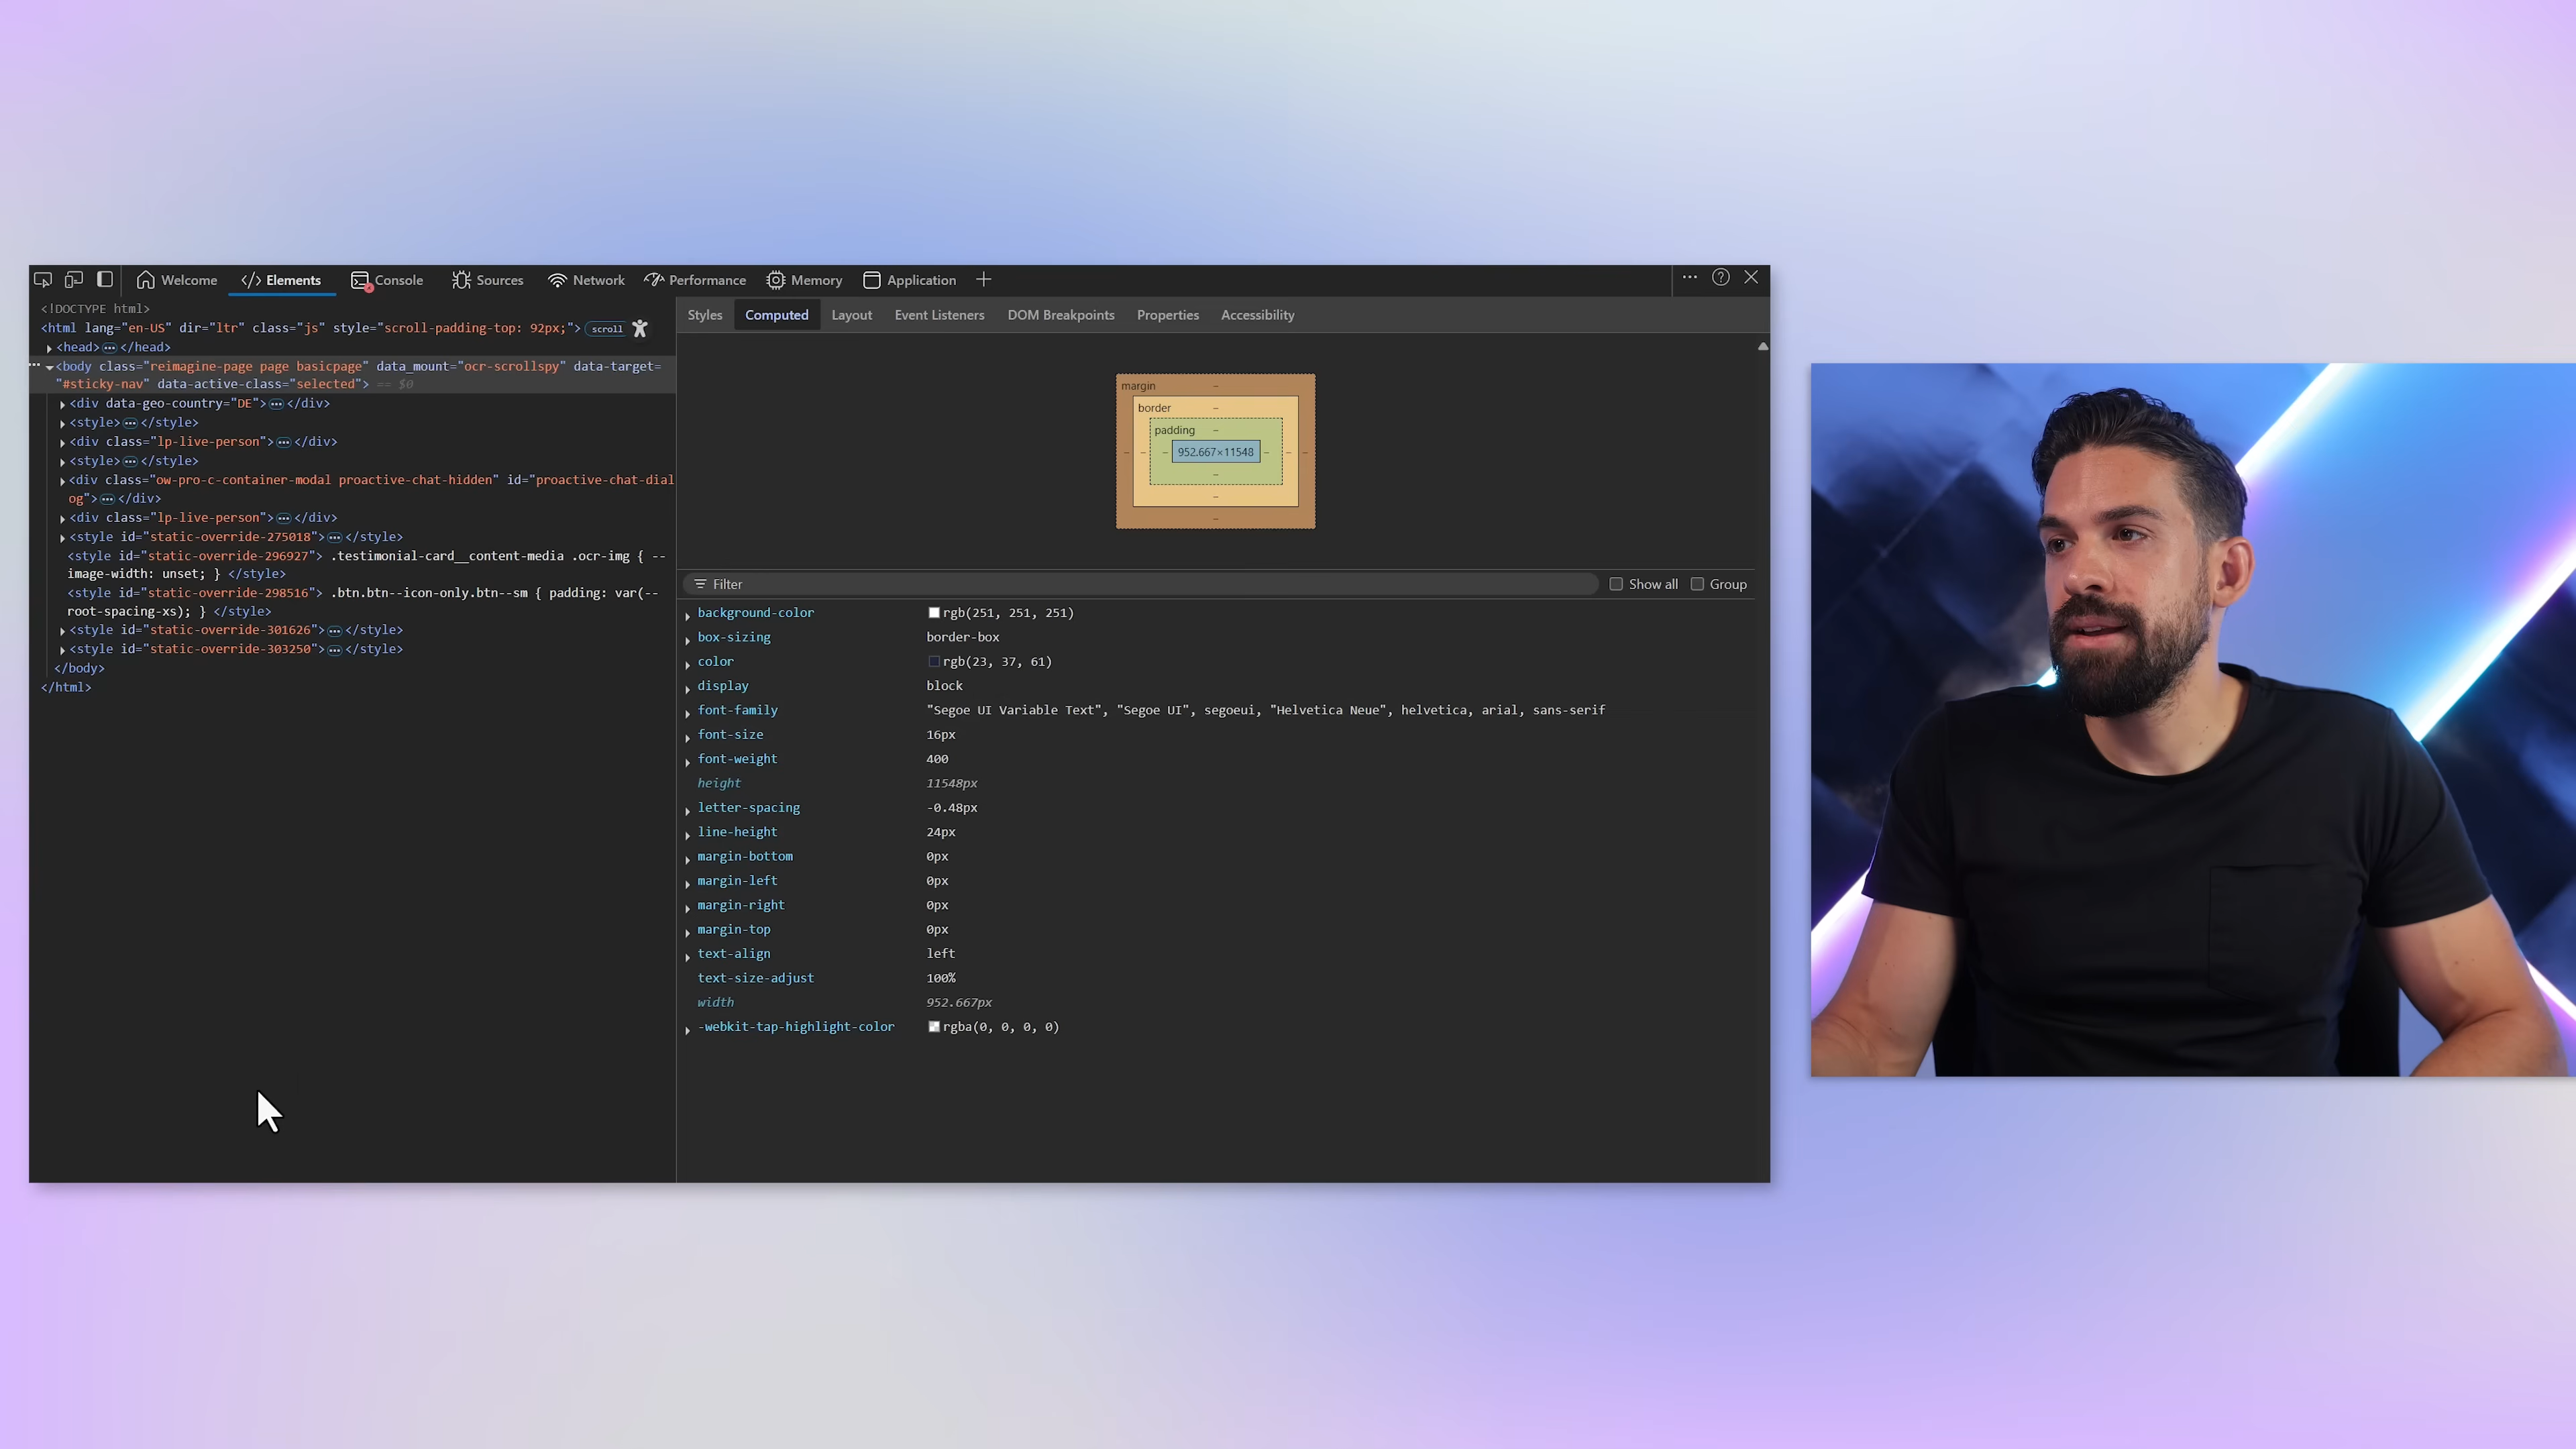 Welcome
</> Elements
Console
Sources
Network
Performance
Memory
Application
<!DOCTYPE html>
<html lang="en-US" dir="ltr" class="js" style="scroll-padding-top: 92px;"> scroll
<head> ••• </head>
<body class="reimagine-page page basicpage" data_mount="ocr-scrollspy" data-target=
"#sticky-nav" data-active-class="selected"> == $0
<div data-geo-country="DE"> ••• </div>
<style> ••• </style>
<div class="lp-live-person"> ••• </div>
<style> ••• </style>
<div class="ow-pro-c-container-modal proactive-chat-hidden" id="proactive-chat-dial
og"> ••• </div>
<div class="lp-live-person"> ••• </div>
<style id="static-override-275018"> ••• </style>
<style id="static-override-296927"> .testimonial-card__content-media .ocr-img { --
image-width: unset; } </style>
<style id="static-override-298516"> .btn.btn--icon-only.btn--sm { padding: var(--
root-spacing-xs); } </style>
<style id="static-override-301626"> ••• </style>
<style id="static-override-303250"> ••• </style>
</body>
</html>
Styles
Computed
Layout
Event Listeners
DOM Breakpoints
Properties
Accessibility
margin –
border –
padding –
– – – 952.667×11548 – – –
–
–
–
Filter
Show all
Group
background-color rgb(251, 251, 251)
box-sizing border-box
color rgb(23, 37, 61)
display block
font-family "Segoe UI Variable Text", "Segoe UI", segoeui, "Helvetica Neue", helvetica, arial, sans-serif
font-size 16px
font-weight 400
height 11548px
letter-spacing -0.48px
line-height 24px
margin-bottom 0px
margin-left 0px
margin-right 0px
margin-top 0px
text-align left
text-size-adjust 100%
width 952.667px
-webkit-tap-highlight-color rgba(0, 0, 0, 0)